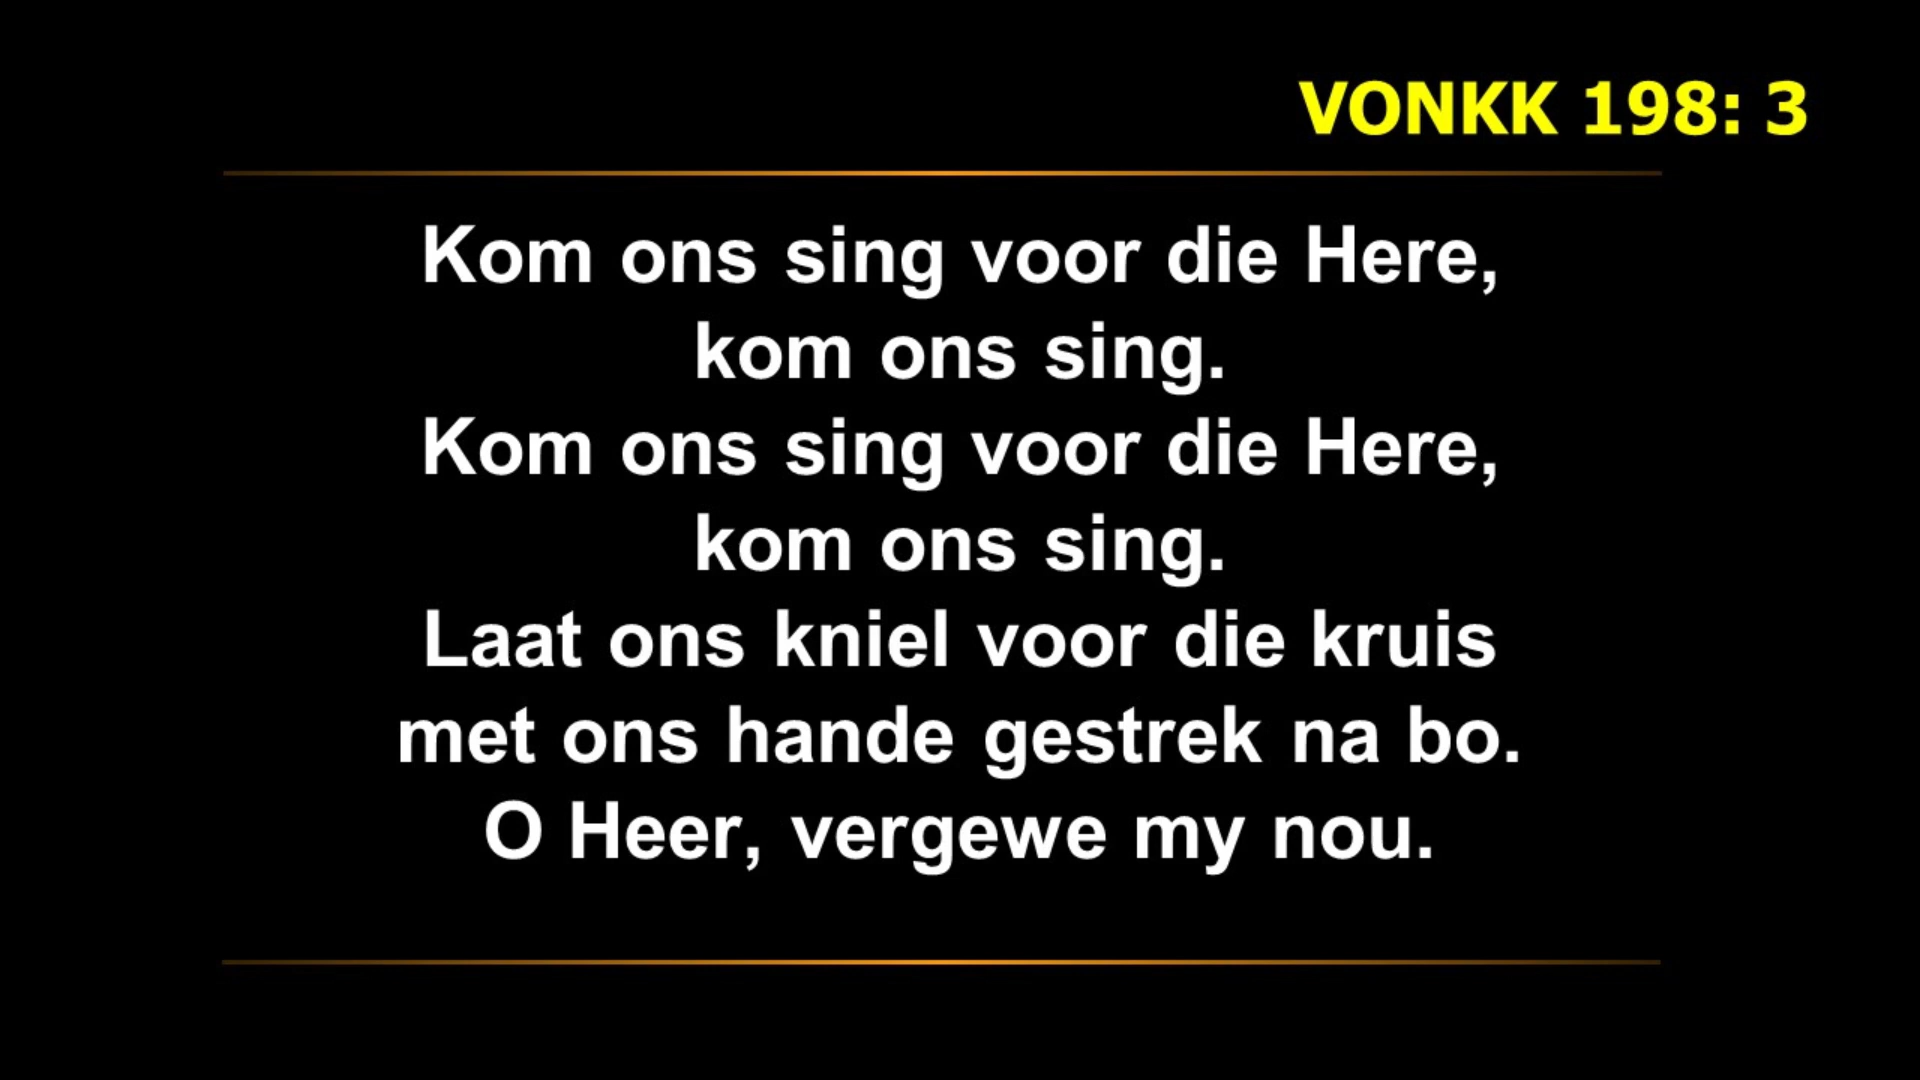 VONKK 198: 3
Kom ons sing voor die Here,
kom ons sing.
Kom ons sing voor die Here,
kom ons sing.
Laat ons kniel voor die kruis
met ons hande gestrek na bo.
O Heer, vergewe my nou.